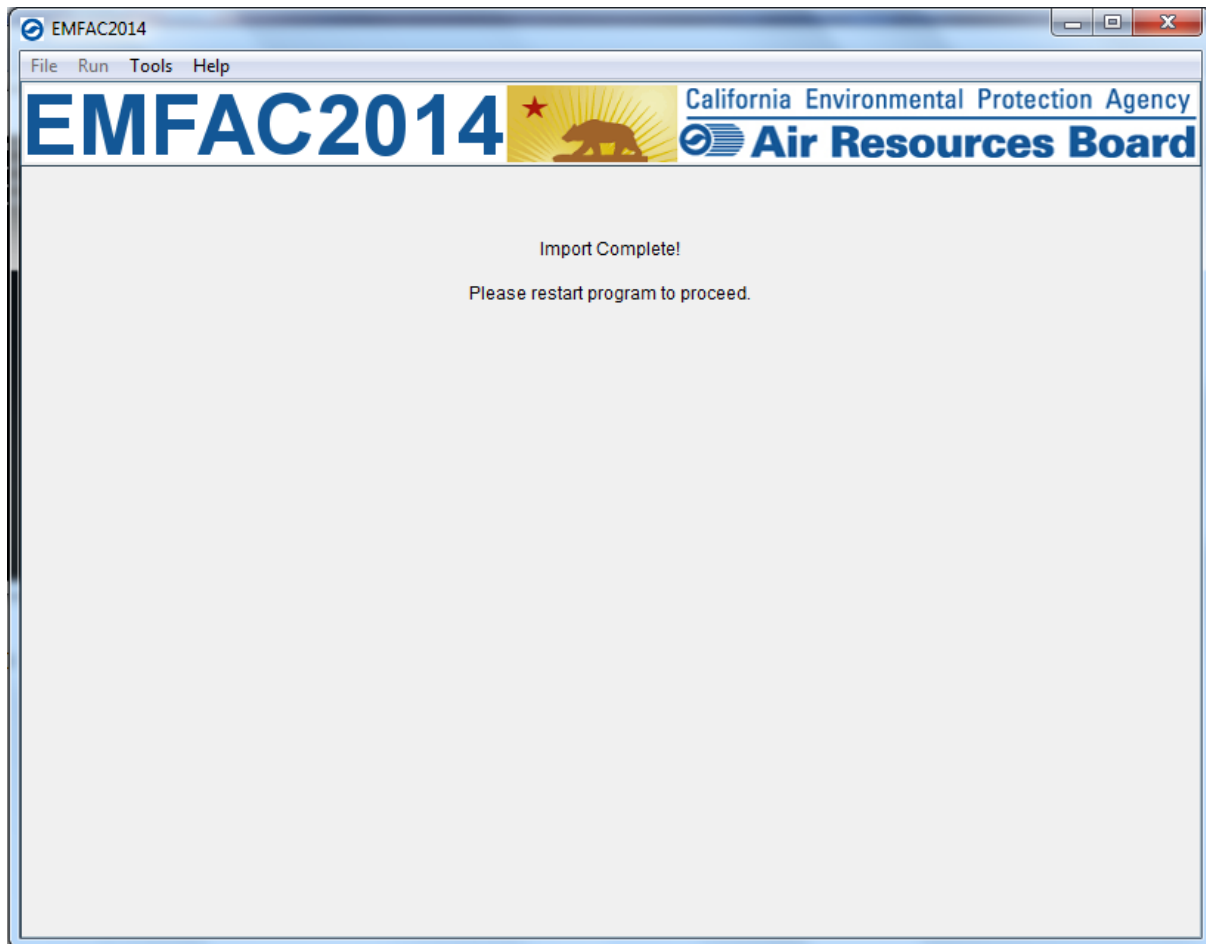 EMFAC2014
File Run Tools Help
EMFAC2014
California Environmental Protection Agency
Air Resources Board
Import Complete!
Please restart program to proceed.